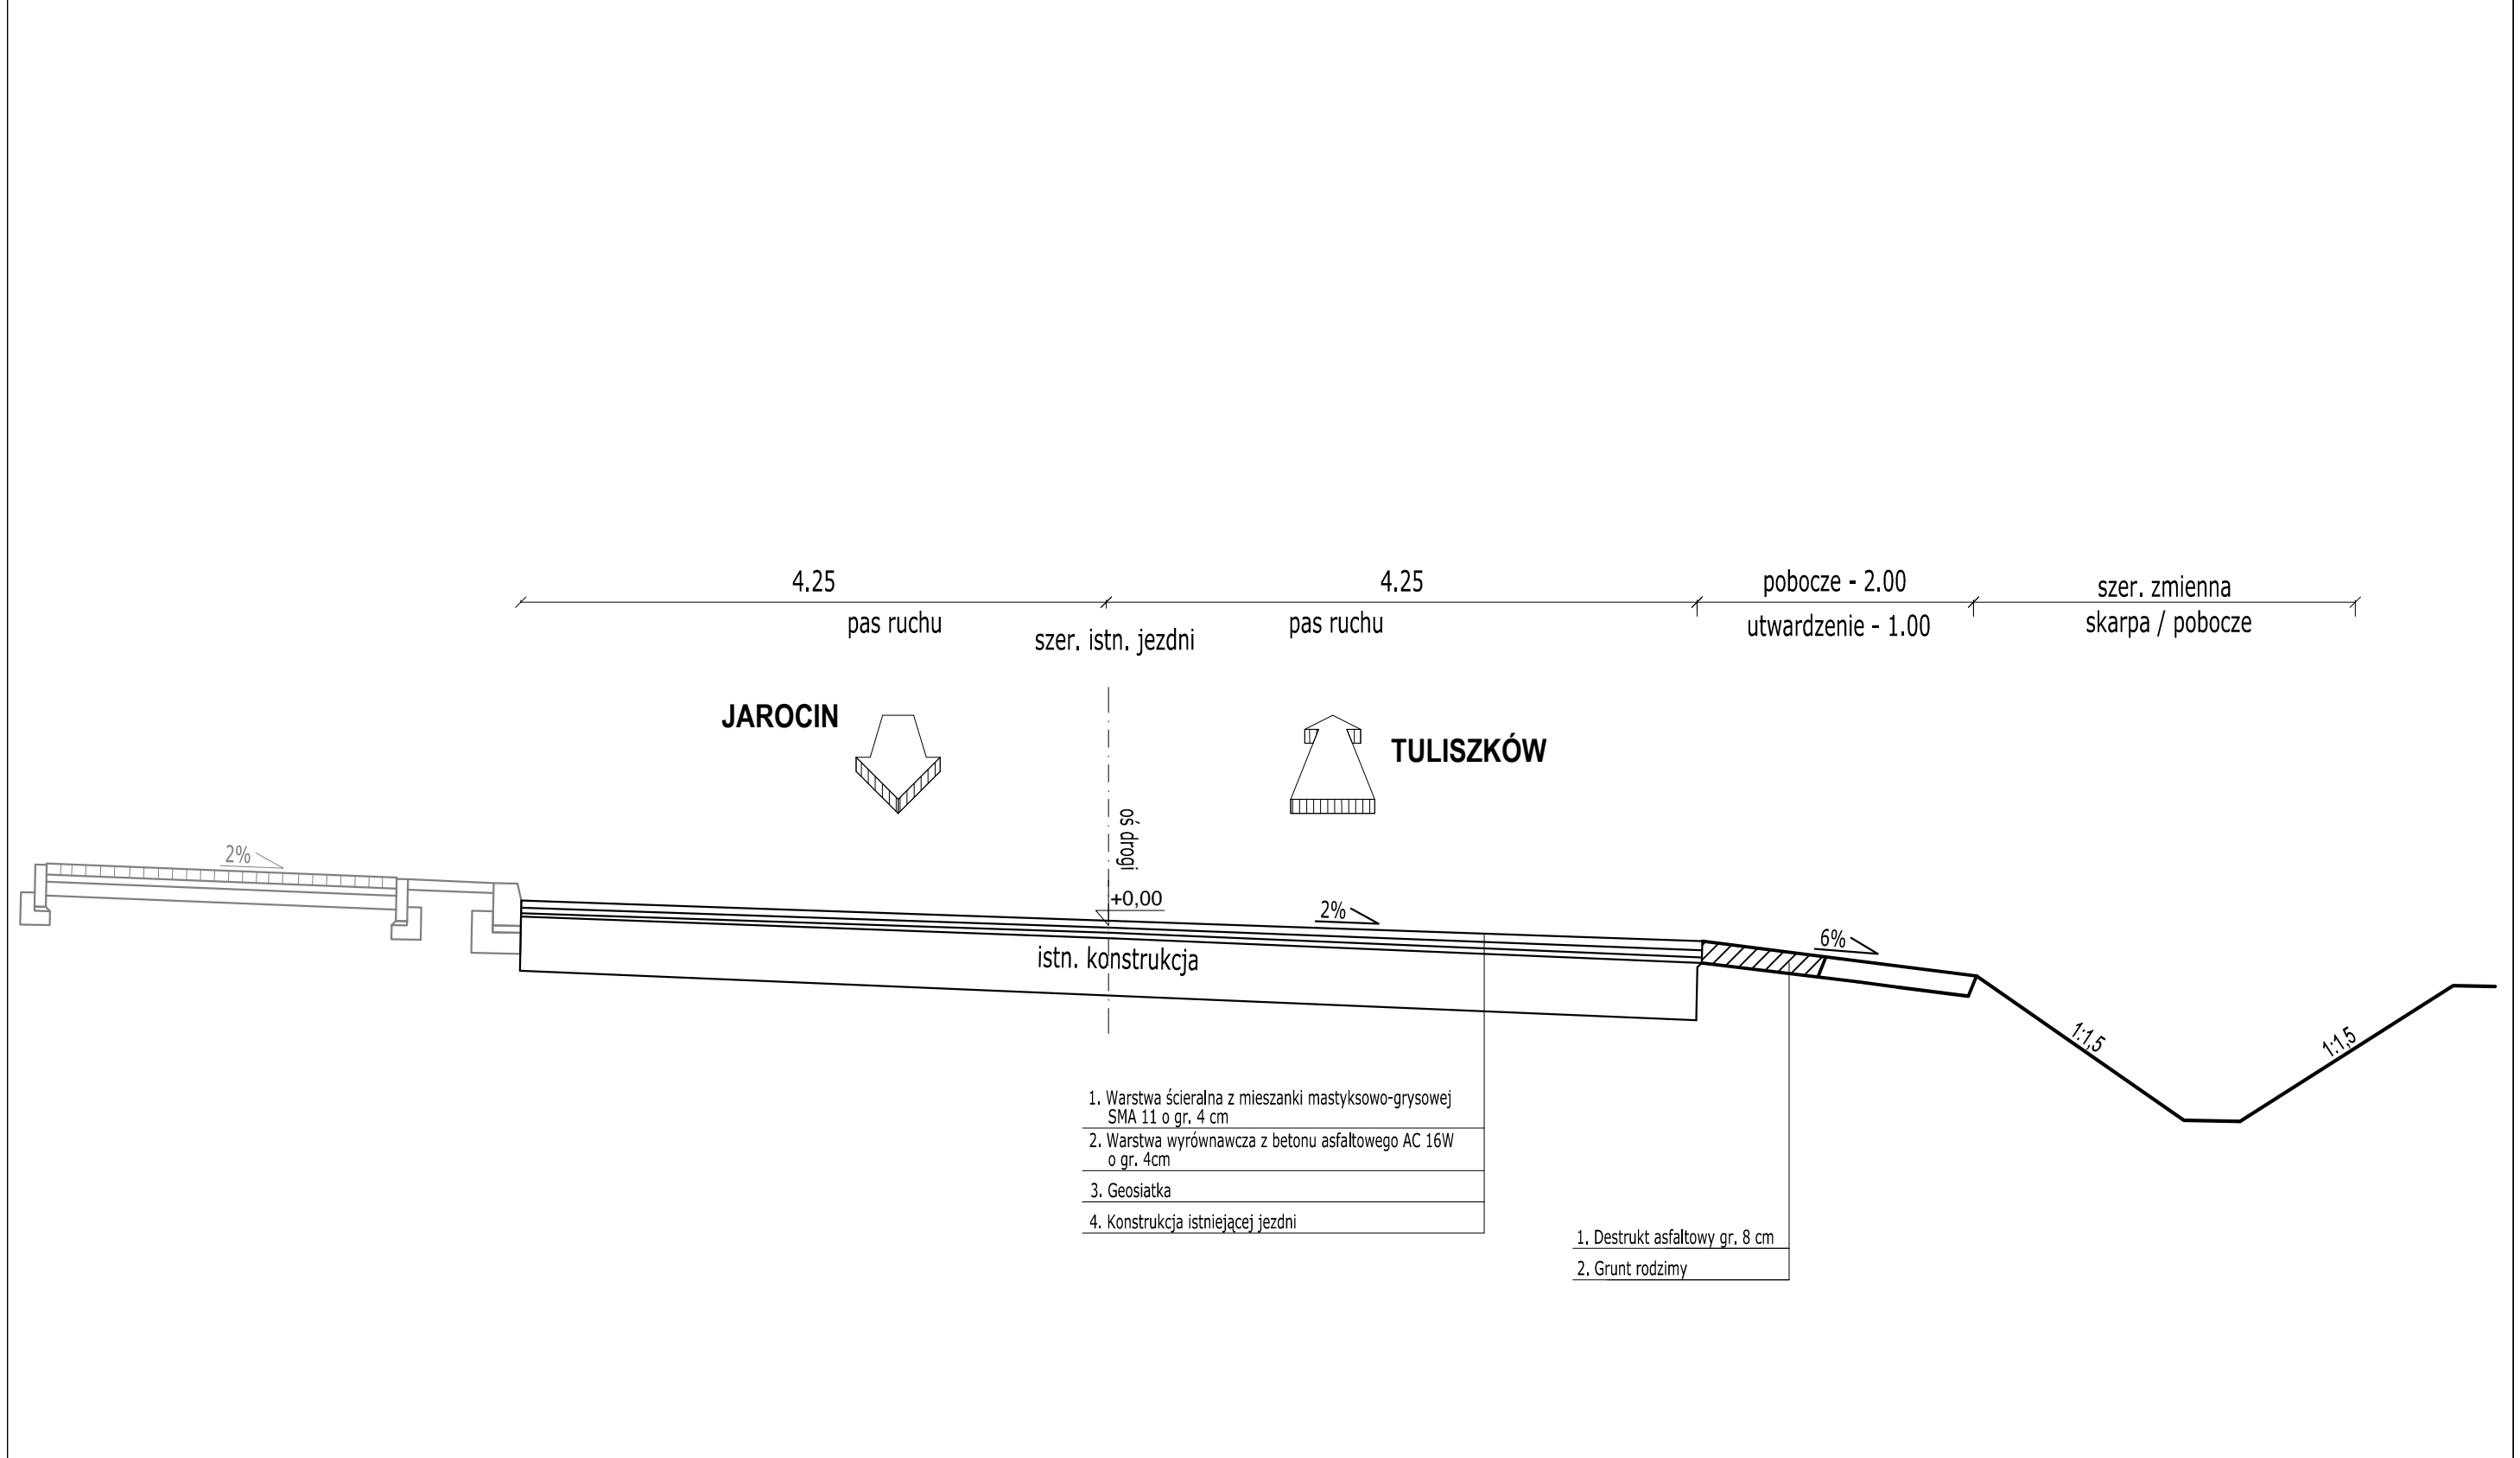 4.25
4.25
pobocze - 2.00
szer. zmienna
pas ruchu
szer. istn. jezdni
pas ruchu
utwardzenie - 1.00
skarpa / pobocze
JAROCIN
TULISZKÓW
oś drogi
2%
+0,00
2%
6%
istn. konstrukcja
1:1,5
1:1,5
1. Warstwa ścieralna z mieszanki mastyksowo-grysowej
SMA 11 o gr. 4 cm
2. Warstwa wyrównawcza z betonu asfaltowego AC 16W
o gr. 4cm
3. Geosiatka
4. Konstrukcja istniejącej jezdni
1. Destrukt asfaltowy gr. 8 cm
2. Grunt rodzimy